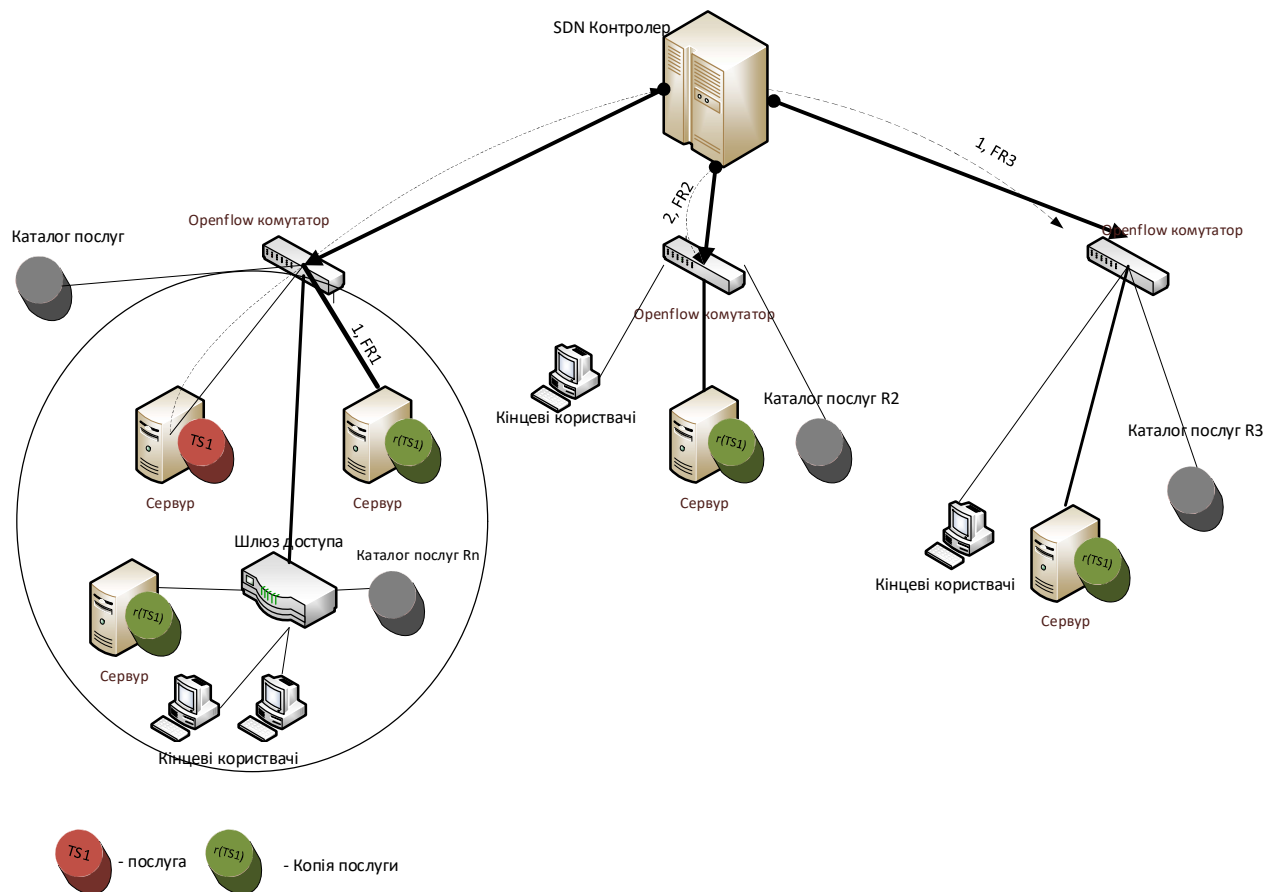 SDN Контролер
1, FR3
2, FR2
Openflow комутатор
Openflow комутатор
Каталог послуг
Openflow комутатор
1, FR1
Кінцеві користвачі
Каталог послуг R2
Каталог послуг R3
TS1
r(TS1)
r(TS1)
Сервур
Сервур
Сервур
Шлюз доступа
Каталог послуг Rn
r(TS1)
Кінцеві користвачі
r(TS1)
Сервур
Сервур
Кінцеві користвачі
TS1
- послуга
r(TS1)
- Копія послуги